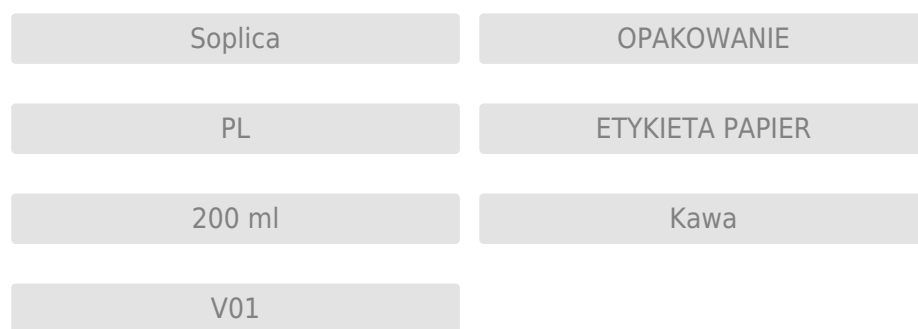 Soplica
OPAKOWANIE
PL
ETYKIETA PAPIER
200 ml
Kawa
V01